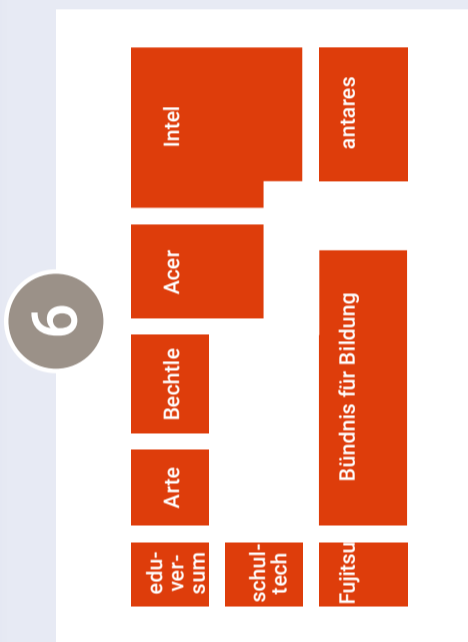 6
Intel
antares
Acer
Bechtle
Bündnis für Bildung
Arte
edu-
ver-
sum
schul-
tech
Fujitsu